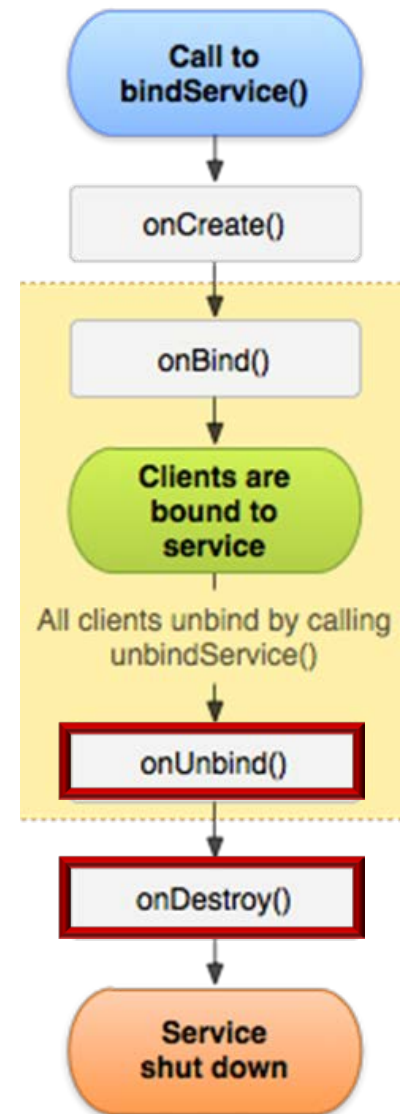 Call to
bindService()
onCreate()
onBind()
Clients are
bound to
service
All clients unbind by calling
unbindService()
onUnbind()
onDestroy()
Service
shut down